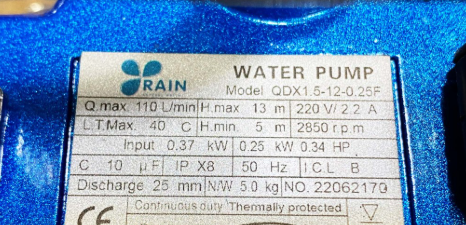 RAIN
WATER PUMP
Model QDX1.5-12-0.25F
Q.max. 110 L/min H.max 13 m 220 V/ 2.2 A
L.T.Max. 40 C H.min. 5 m 2850 r.p.m
Input 0.37 kW 0.25 kW 0.34 HP
C 10 µF IP X8 50 Hz I.C.L B
Discharge 25 mm N/W 5.0 kg NO. 22062170
CE Continuous duty Thermally protected